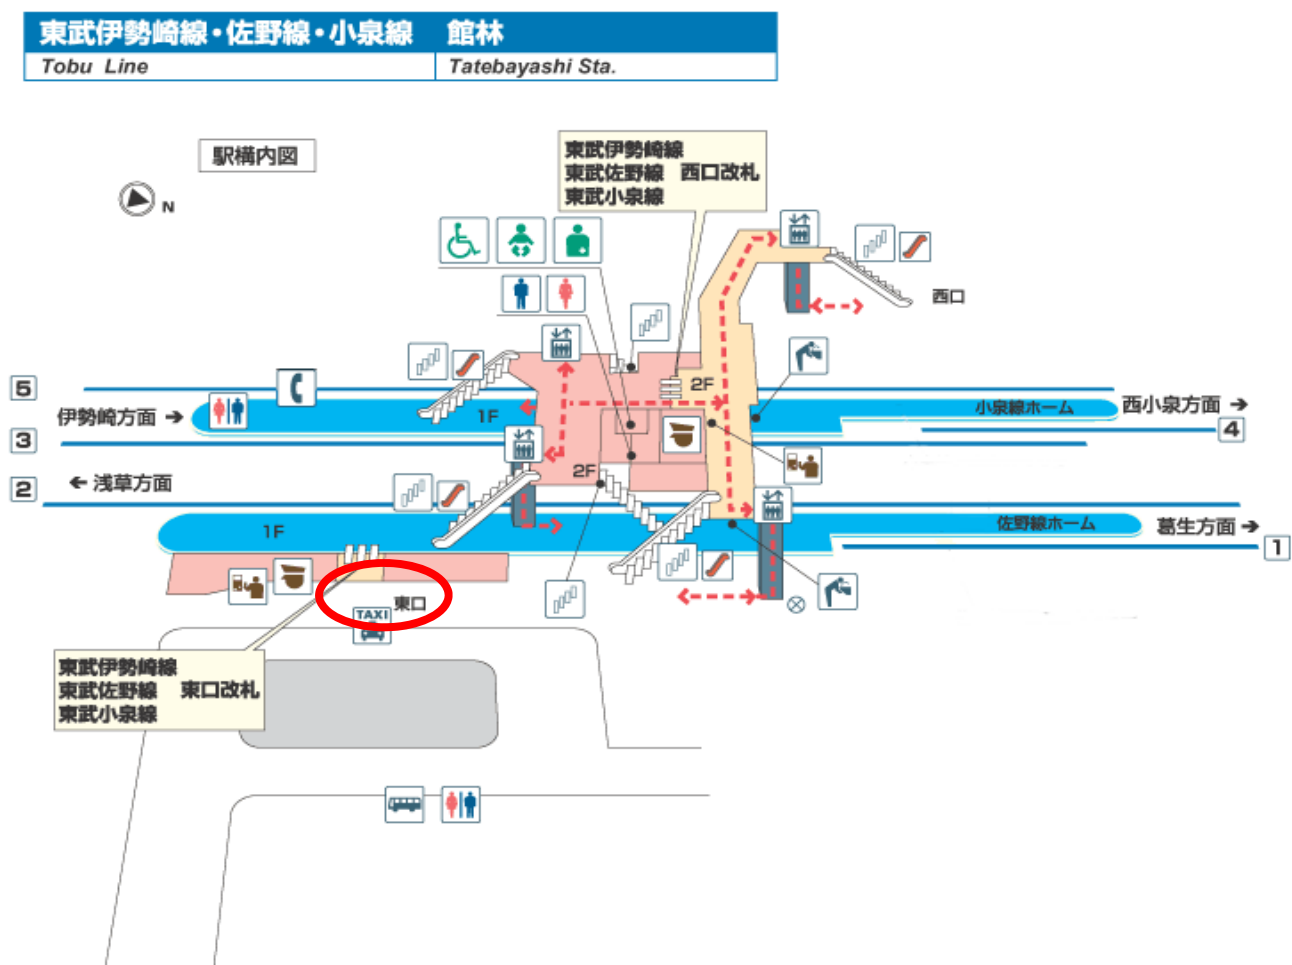 東武伊勢崎線・佐野線・小泉線 館林
Tobu Line Tatebayashi Sta.
駅構内図
N
東武伊勢崎線
東武佐野線 西口改札
東武小泉線
西口
2F
5
伊勢崎方面 →
1F
小泉線ホーム
西小泉方面 →
4
3
2
← 浅草方面
2F
1F
佐野線ホーム
葛生方面 →
1
東口
TAXI
東武伊勢崎線
東武佐野線 東口改札
東武小泉線